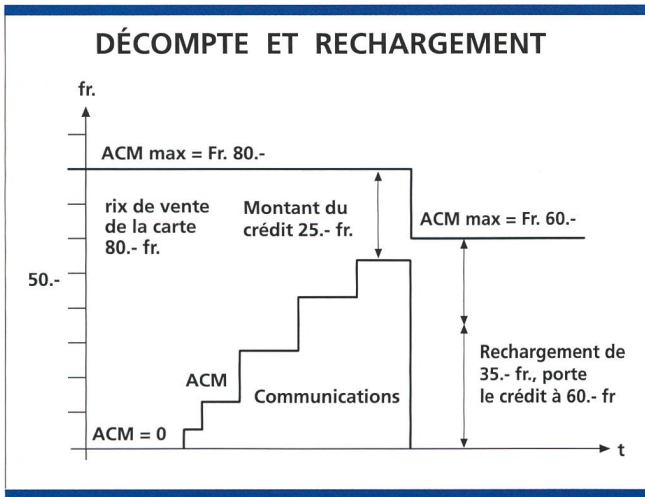 DÉCOMPTE ET RECHARGEMENT
fr.
ACM max = Fr. 80.-
rix de vente
de la carte
80.- fr.
Montant du
crédit 25.- fr.
ACM max = Fr. 60.-
50.-
Rechargement de
35.- fr., porte
le crédit à 60.- fr
ACM
Communications
ACM = 0
t